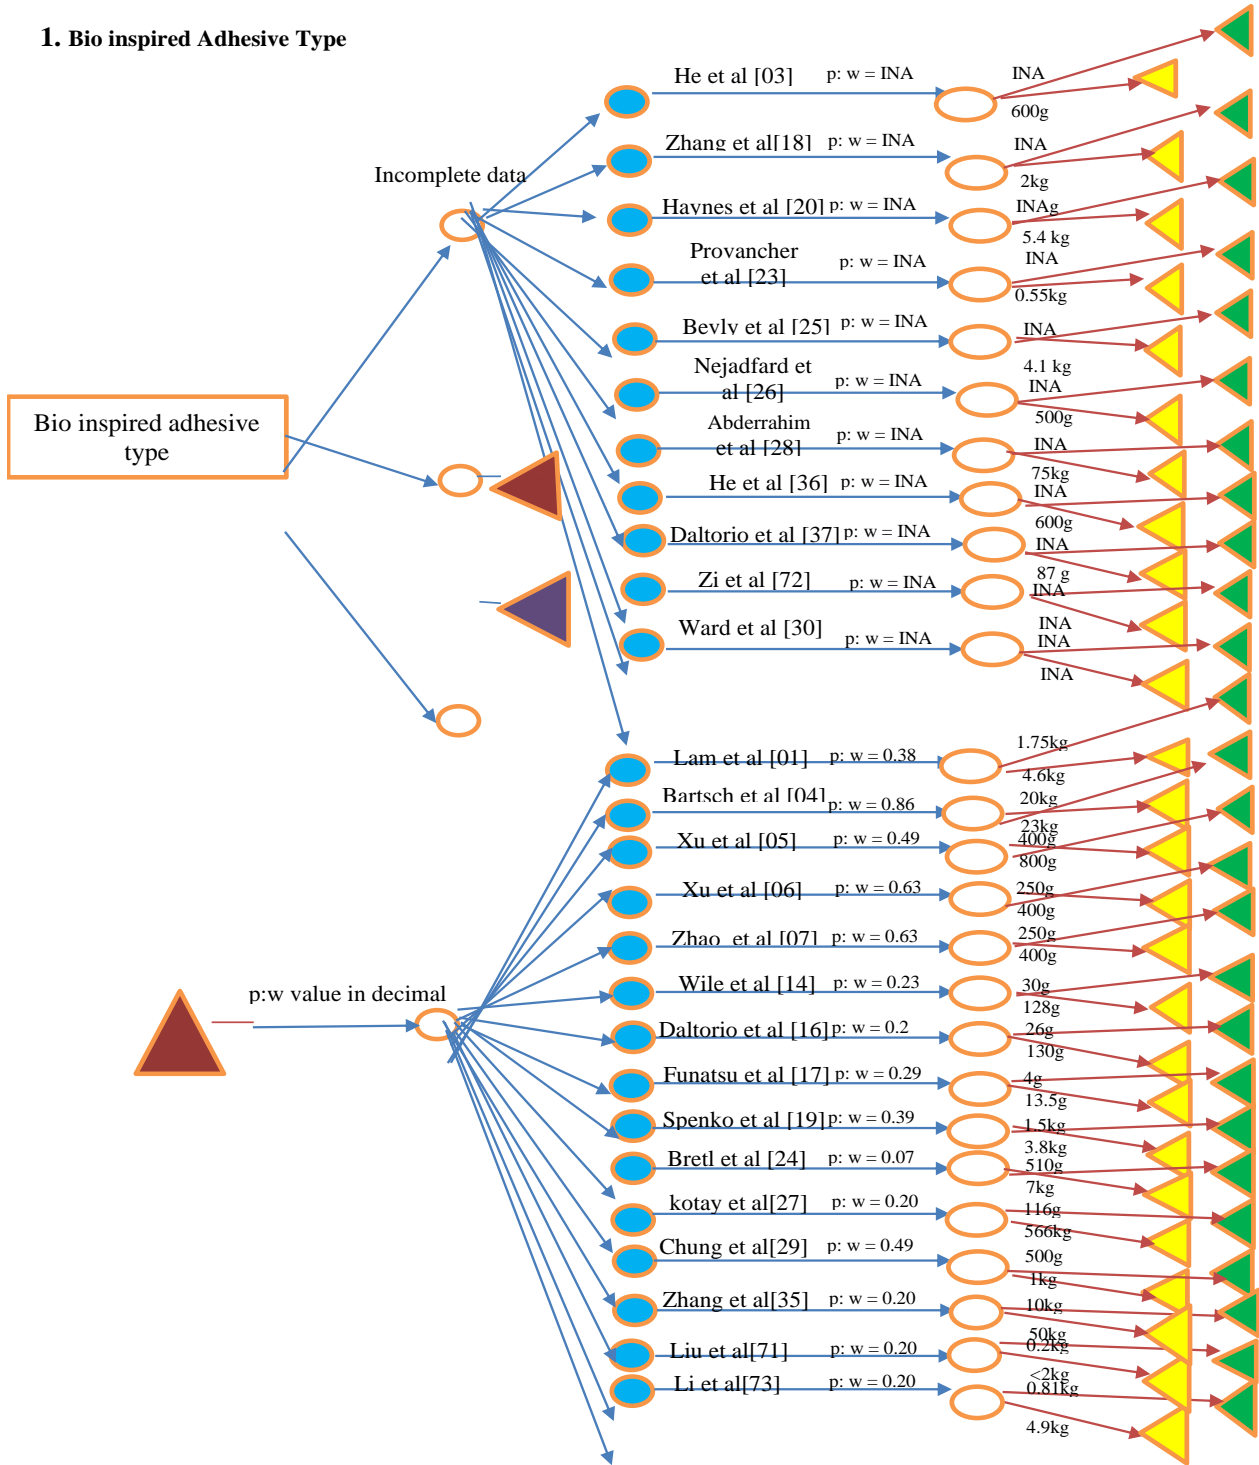 1. Bio inspired Adhesive Type
He et al [03] p: w = INA INA
600g
Zhang et al[18] p: w = INA INA
2kg
Incomplete data
Haynes et al [20] p: w = INA INAg
5.4 kg
Provancher
et al [23] p: w = INA INA
0.55kg
Bevly et al [25] p: w = INA INA
4.1 kg
Nejadfard et
al [26] p: w = INA INA
500g
Bio inspired adhesive
type
Abderrahim
et al [28] p: w = INA INA
75kg
He et al [36] p: w = INA INA
600g
Daltorio et al [37] p: w = INA INA
87 g
Zi et al [72] p: w = INA INA
INA
Ward et al [30] p: w = INA INA
INA
Lam et al [01] p: w = 0.38 1.75kg
4.6kg
Bartsch et al [04] p: w = 0.86 20kg
23kg
Xu et al [05] p: w = 0.49 400g
800g
Xu et al [06] p: w = 0.63 250g
400g
Zhao et al [07] p: w = 0.63 250g
400g
p:w value in decimal
Wile et al [14] p: w = 0.23 30g
128g
Daltorio et al [16] p: w = 0.2 26g
130g
Funatsu et al [17] p: w = 0.29 4g
13.5g
Spenko et al [19] p: w = 0.39 1.5kg
3.8kg
Bretl et al [24] p: w = 0.07 510g
7kg
kotay et al[27] p: w = 0.20 116g
566kg
Chung et al[29] p: w = 0.49 500g
1kg
Zhang et al[35] p: w = 0.20 10kg
50kg
Liu et al[71] p: w = 0.20 0.2kg
<2kg
Li et al[73] p: w = 0.20 0.81kg
4.9kg